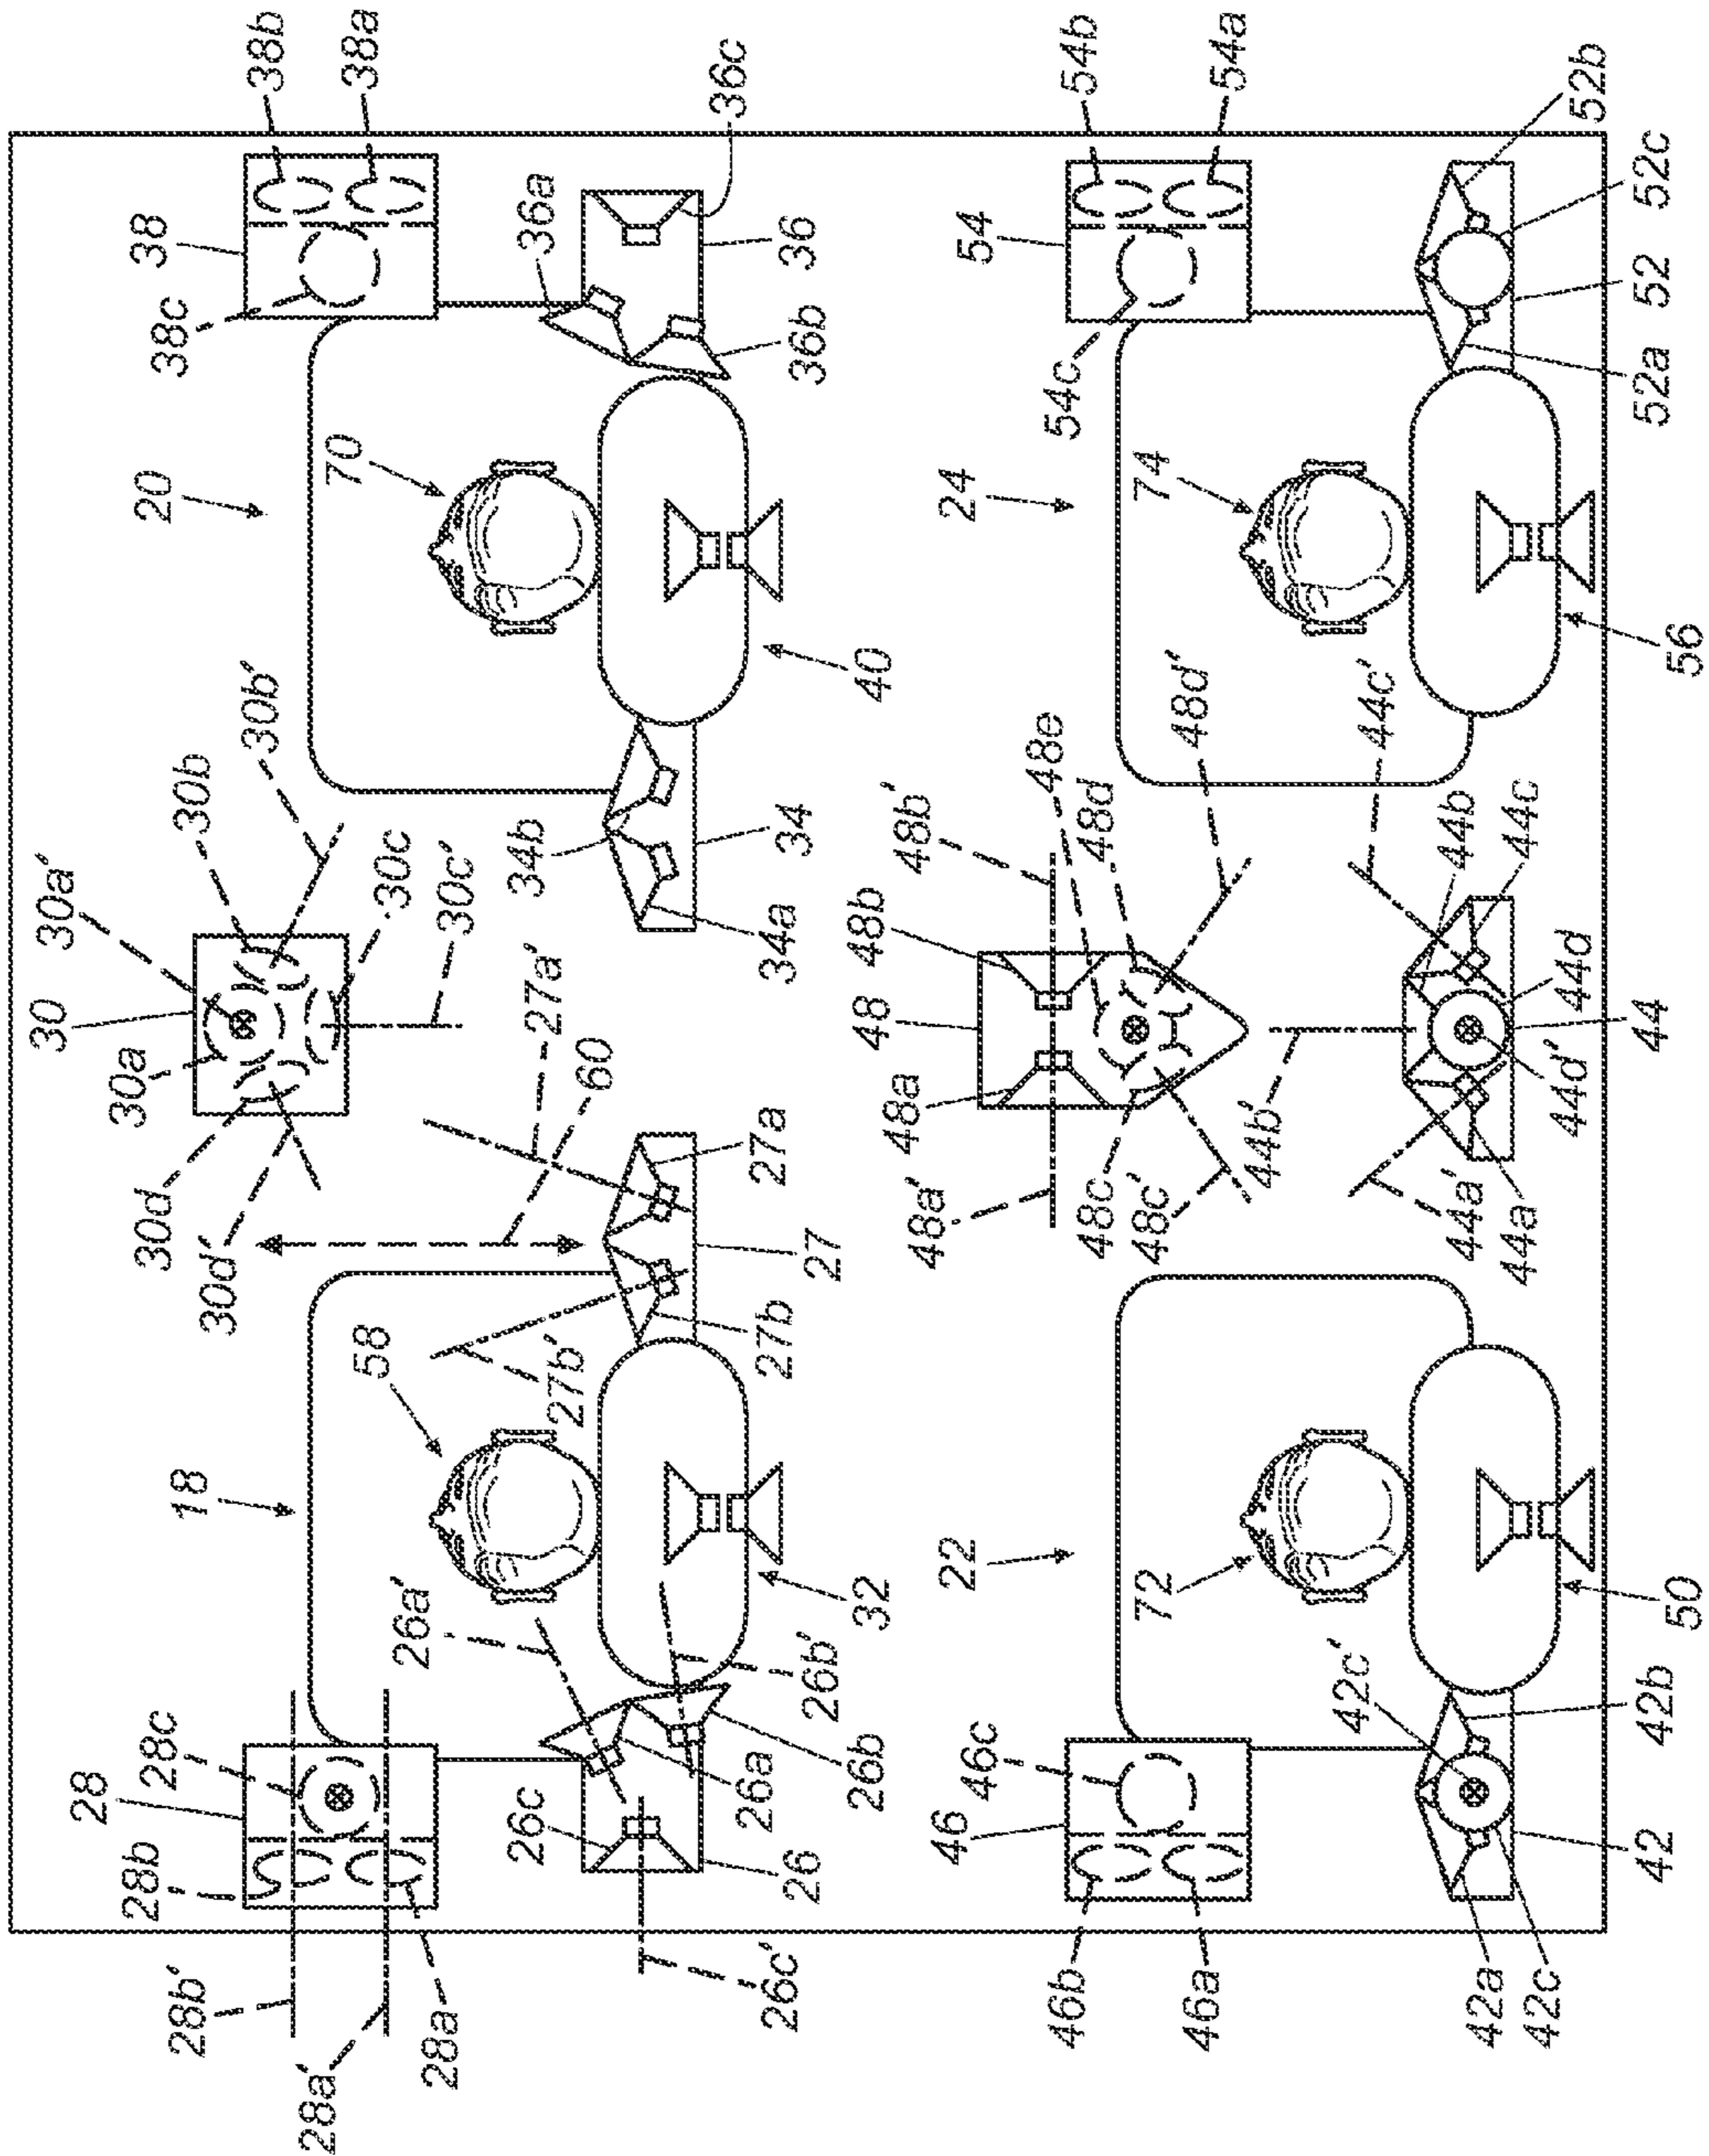 28
30
30a'
28b
28c
30a
30b
38
38b
28b'
18
30d
20
38c
30d'
30b'
38a
28a'
58
70
30c
28a
26a'
30c'
26c
27b'
27a'
34b
36a
60
26
26a
27a
34a
36c
26c'
26b'
27b
34
36
26b
27
36b
32
40
48a'
48a
48
48b
48b'
46
46c
22
24
54
48e
54b
46b
48c
48d
54c
48c'
72
74
54a
46a
48d'
44b'
42c'
44a'
44b
44c'
42a
42b
44a
44c
52a
52b
42c
44d'
44d
42
50
44
56
52
52c